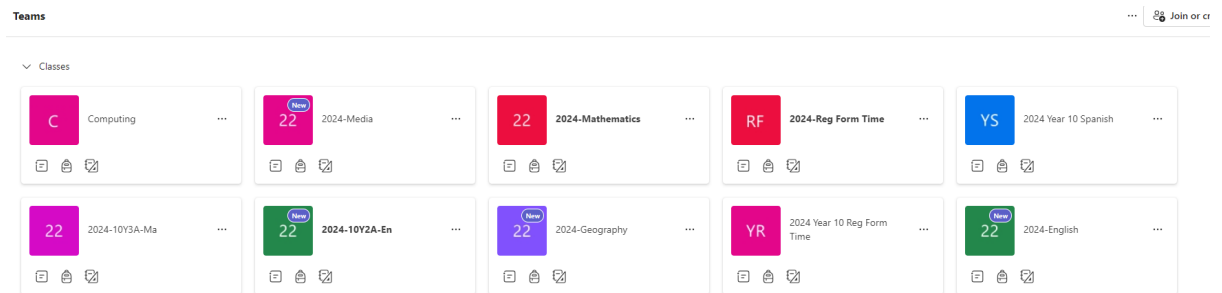 Teams
Join or cr
Classes
C
Computing
New
22
2024-Media
22
2024-Mathematics
RF
2024-Reg Form Time
YS
2024 Year 10 Spanish
22
2024-10Y3A-Ma
New
22
2024-10Y2A-En
New
22
2024-Geography
YR
2024 Year 10 Reg Form
Time
New
22
2024-English